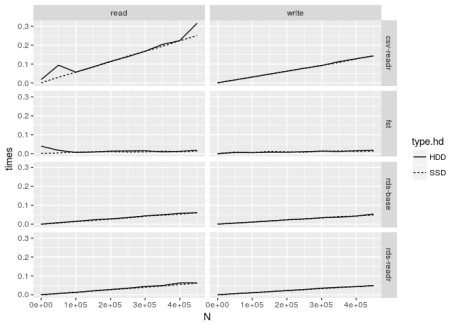 read write
0.3
0.2
0.1
0.0
csv-readr
0.3
0.2
0.1
0.0
fst
0.3
0.2
0.1
0.0
rds-base
0.3
0.2
0.1
0.0
rds-readr
times
0e+00 1e+05 2e+05 3e+05 4e+05 0e+00 1e+05 2e+05 3e+05 4e+05
N
type.hd
HDD
SSD